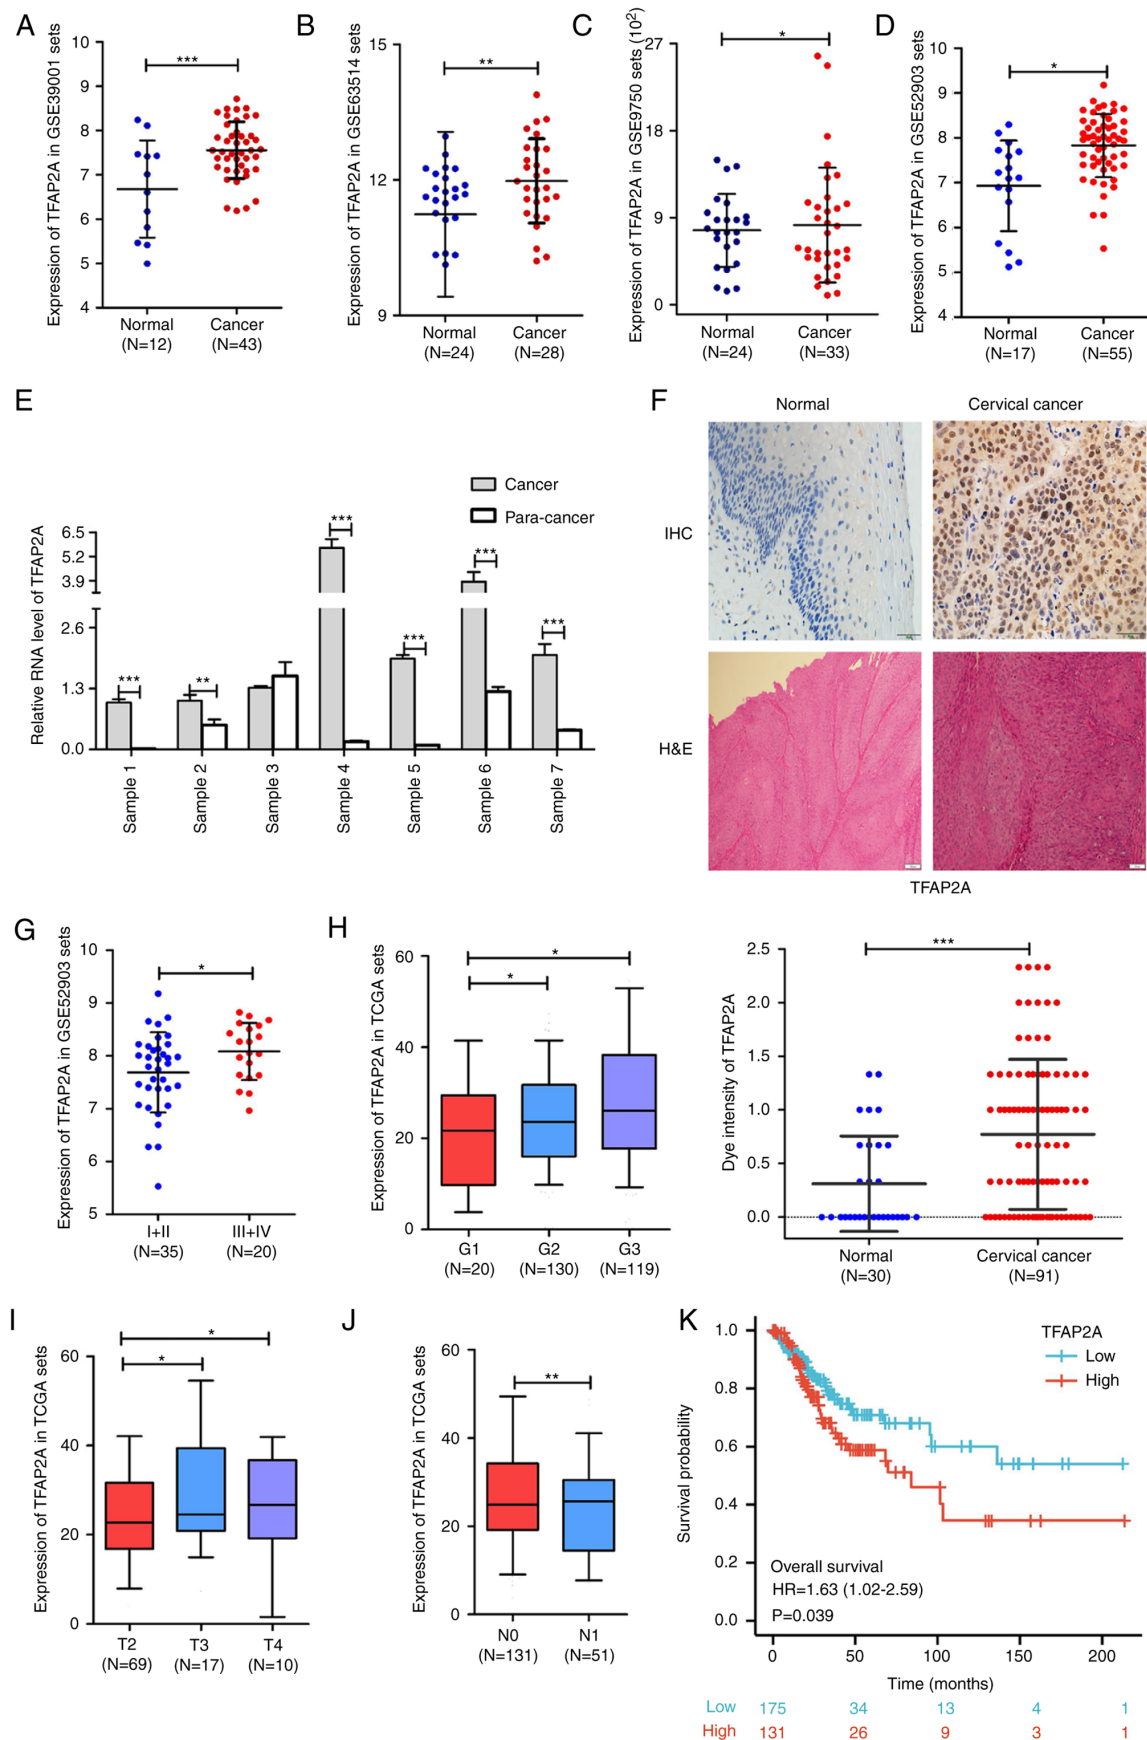 A
Expression of TFAP2A in GSE39001 sets
10
9
8
7
6
5
4
***
Normal
(N=12)
Cancer
(N=43)
B
Expression of TFAP2A in GSE63514 sets
15
12
9
**
Normal
(N=24)
Cancer
(N=28)
C
Expression of TFAP2A in GSE9750 sets (10²)
27
18
9
0
*
Normal
(N=24)
Cancer
(N=33)
D
Expression of TFAP2A in GSE52903 sets
10
9
8
7
6
5
4
*
Normal
(N=17)
Cancer
(N=55)
E
Relative RNA level of TFAP2A
6.5
5.2
3.9
2.6
1.3
0.0
Cancer
Para-cancer
***
**
***
***
***
***
Sample 1
Sample 2
Sample 3
Sample 4
Sample 5
Sample 6
Sample 7
F
Normal
Cervical cancer
IHC
H&E
TFAP2A
Dye intensity of TFAP2A
2.5
2.0
1.5
1.0
0.5
0.0
***
Normal
(N=30)
Cervical cancer
(N=91)
G
Expression of TFAP2A in GSE52903 sets
10
9
8
7
6
5
*
I+II
(N=35)
III+IV
(N=20)
H
Expression of TFAP2A in TCGA sets
60
40
20
0
*
*
G1
(N=20)
G2
(N=130)
G3
(N=119)
I
Expression of TFAP2A in TCGA sets
60
40
20
0
*
*
T2
(N=69)
T3
(N=17)
T4
(N=10)
J
Expression of TFAP2A in TCGA sets
60
40
20
0
**
N0
(N=131)
N1
(N=51)
K
Survival probability
1.0
0.8
0.6
0.4
0.2
0.0
TFAP2A
Low
High
Overall survival
HR=1.63 (1.02-2.59)
P=0.039
0 50 100 150 200
Time (months)
Low 175 34 13 4 1
High 131 26 9 3 1